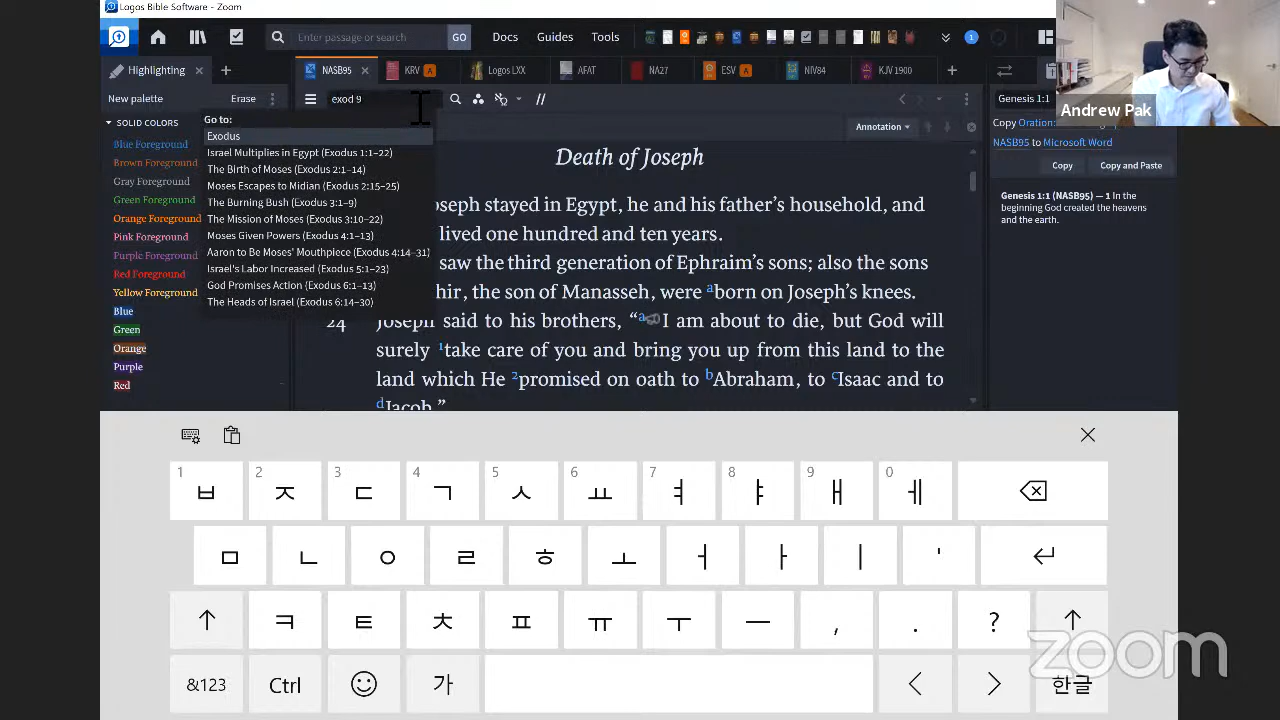 Logos Bible Software - Zoom
Enter passage or search
GO
Docs
Guides
Tools
1
Highlighting
NASB95
KRV A
Logos LXX
AFAT
NA27
ESV A
NIV84
KJV 1900
New palette
Erase
exod 9
Genesis 1:1
Andrew Pak
Go to:
SOLID COLORS
Annotation
Copy
NASB95 to Microsoft Word
Blue Foreground
Brown Foreground
Gray Foreground
Green Foreground
Orange Foreground
Pink Foreground
Purple Foreground
Red Foreground
Yellow Foreground
Blue
Green
Orange
Purple
Red
Exodus
Israel Multiplies in Egypt (Exodus 1:1–22)
The Birth of Moses (Exodus 2:1–14)
Moses Escapes to Midian (Exodus 2:15–25)
The Burning Bush (Exodus 3:1–9)
The Mission of Moses (Exodus 3:10–22)
Moses Given Powers (Exodus 4:1–13)
Aaron to Be Moses' Mouthpiece (Exodus 4:14–31)
Israel's Labor Increased (Exodus 5:1–23)
God Promises Action (Exodus 6:1–13)
The Heads of Israel (Exodus 6:14–30)
Death of Joseph
oseph stayed in Egypt, he and his father's household, and
lived one hundred and ten years.
saw the third generation of Ephraim's sons; also the sons
hir, the son of Manasseh, were aborn on Joseph's knees.
24 Joseph said to his brothers, “aI am about to die, but God will
surely 1take care of you and bring you up from this land to the
land which He 2promised on oath to bAbraham, to cIsaac and to
dJacob.”
Copy
Copy and Paste
Genesis 1:1 (NASB95) — 1 In the
beginning God created the heavens
and the earth.
1 ㅂ 2 ㅈ 3 ㄷ 4 ㄱ 5 ㅅ 6 ㅛ 7 ㅕ 8 ㅑ 9 ㅐ 0 ㅔ
ㅁ ㄴ ㅇ ㄹ ㅎ ㅗ ㅓ ㅏ ㅣ '
ㅋ ㅌ ㅊ ㅍ ㅠ ㅜ ㅡ , . ?
&123 Ctrl 가 한글
zoom